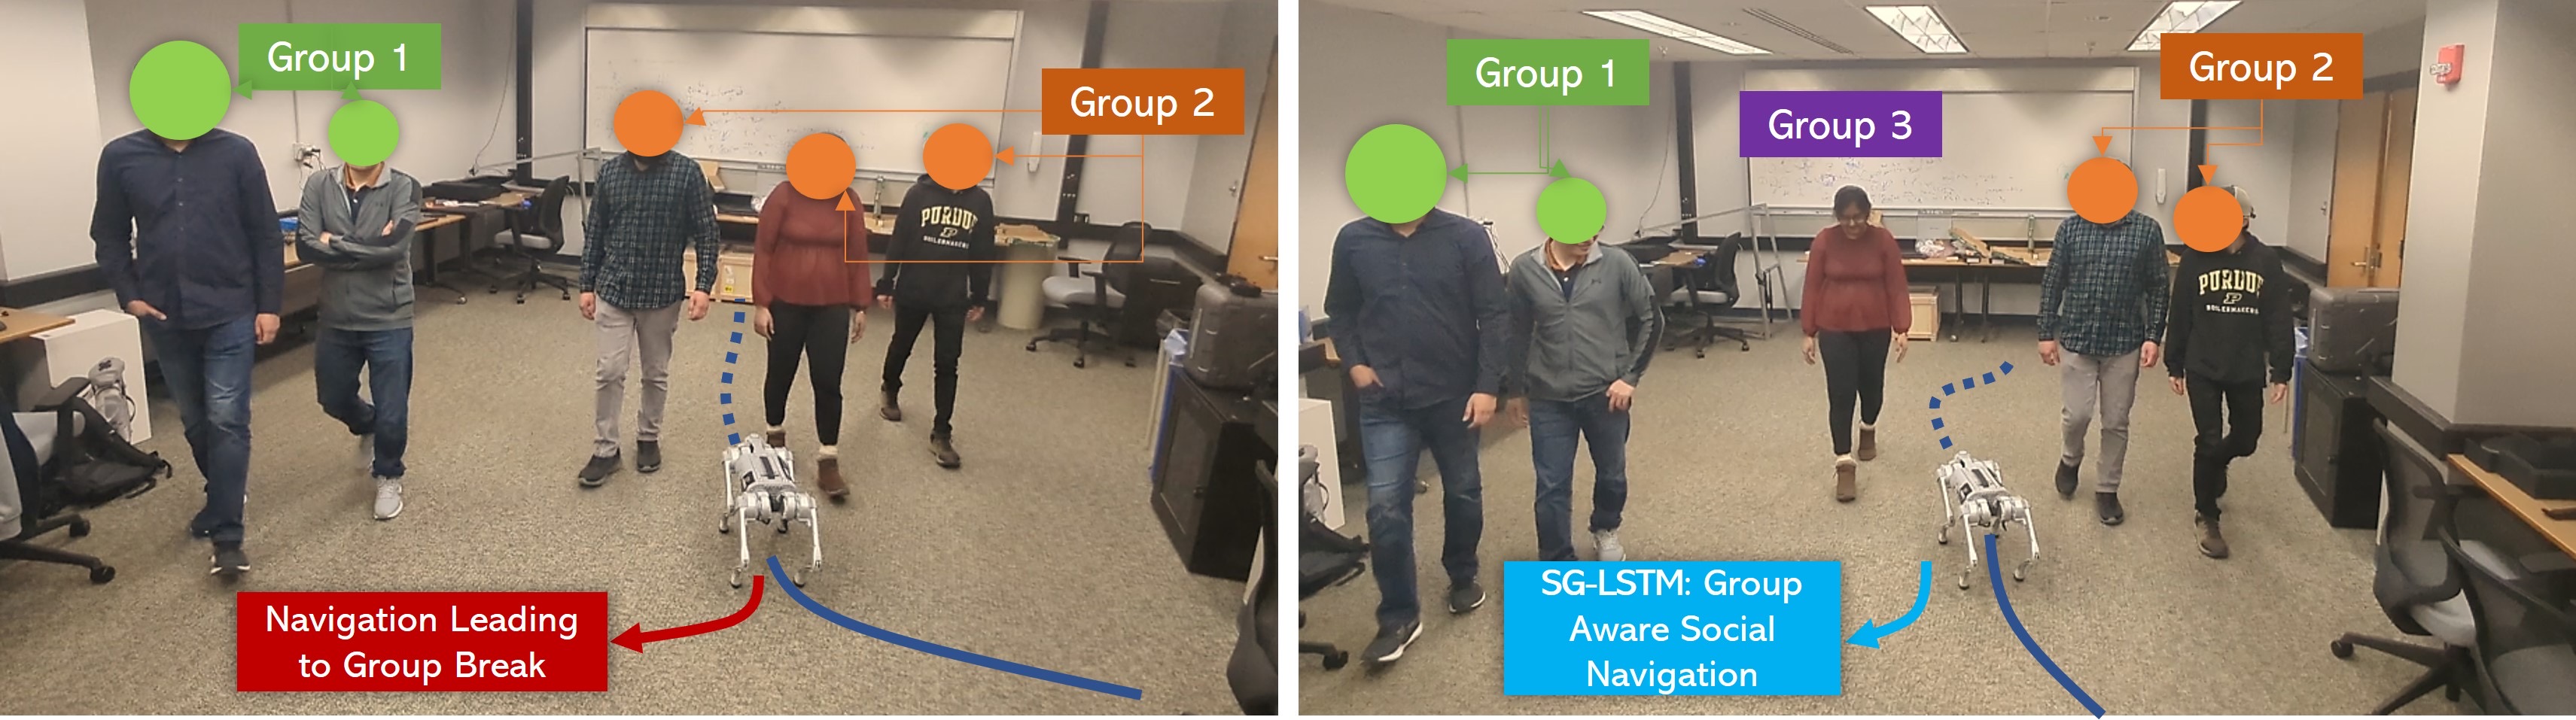 Group 1
Group 2
PURDUE
P
BOILERMAKERS
Navigation Leading
to Group Break
Group 1
Group 3
Group 2
PURDUE
P
BOILERMAKERS
SG-LSTM: Group
Aware Social
Navigation